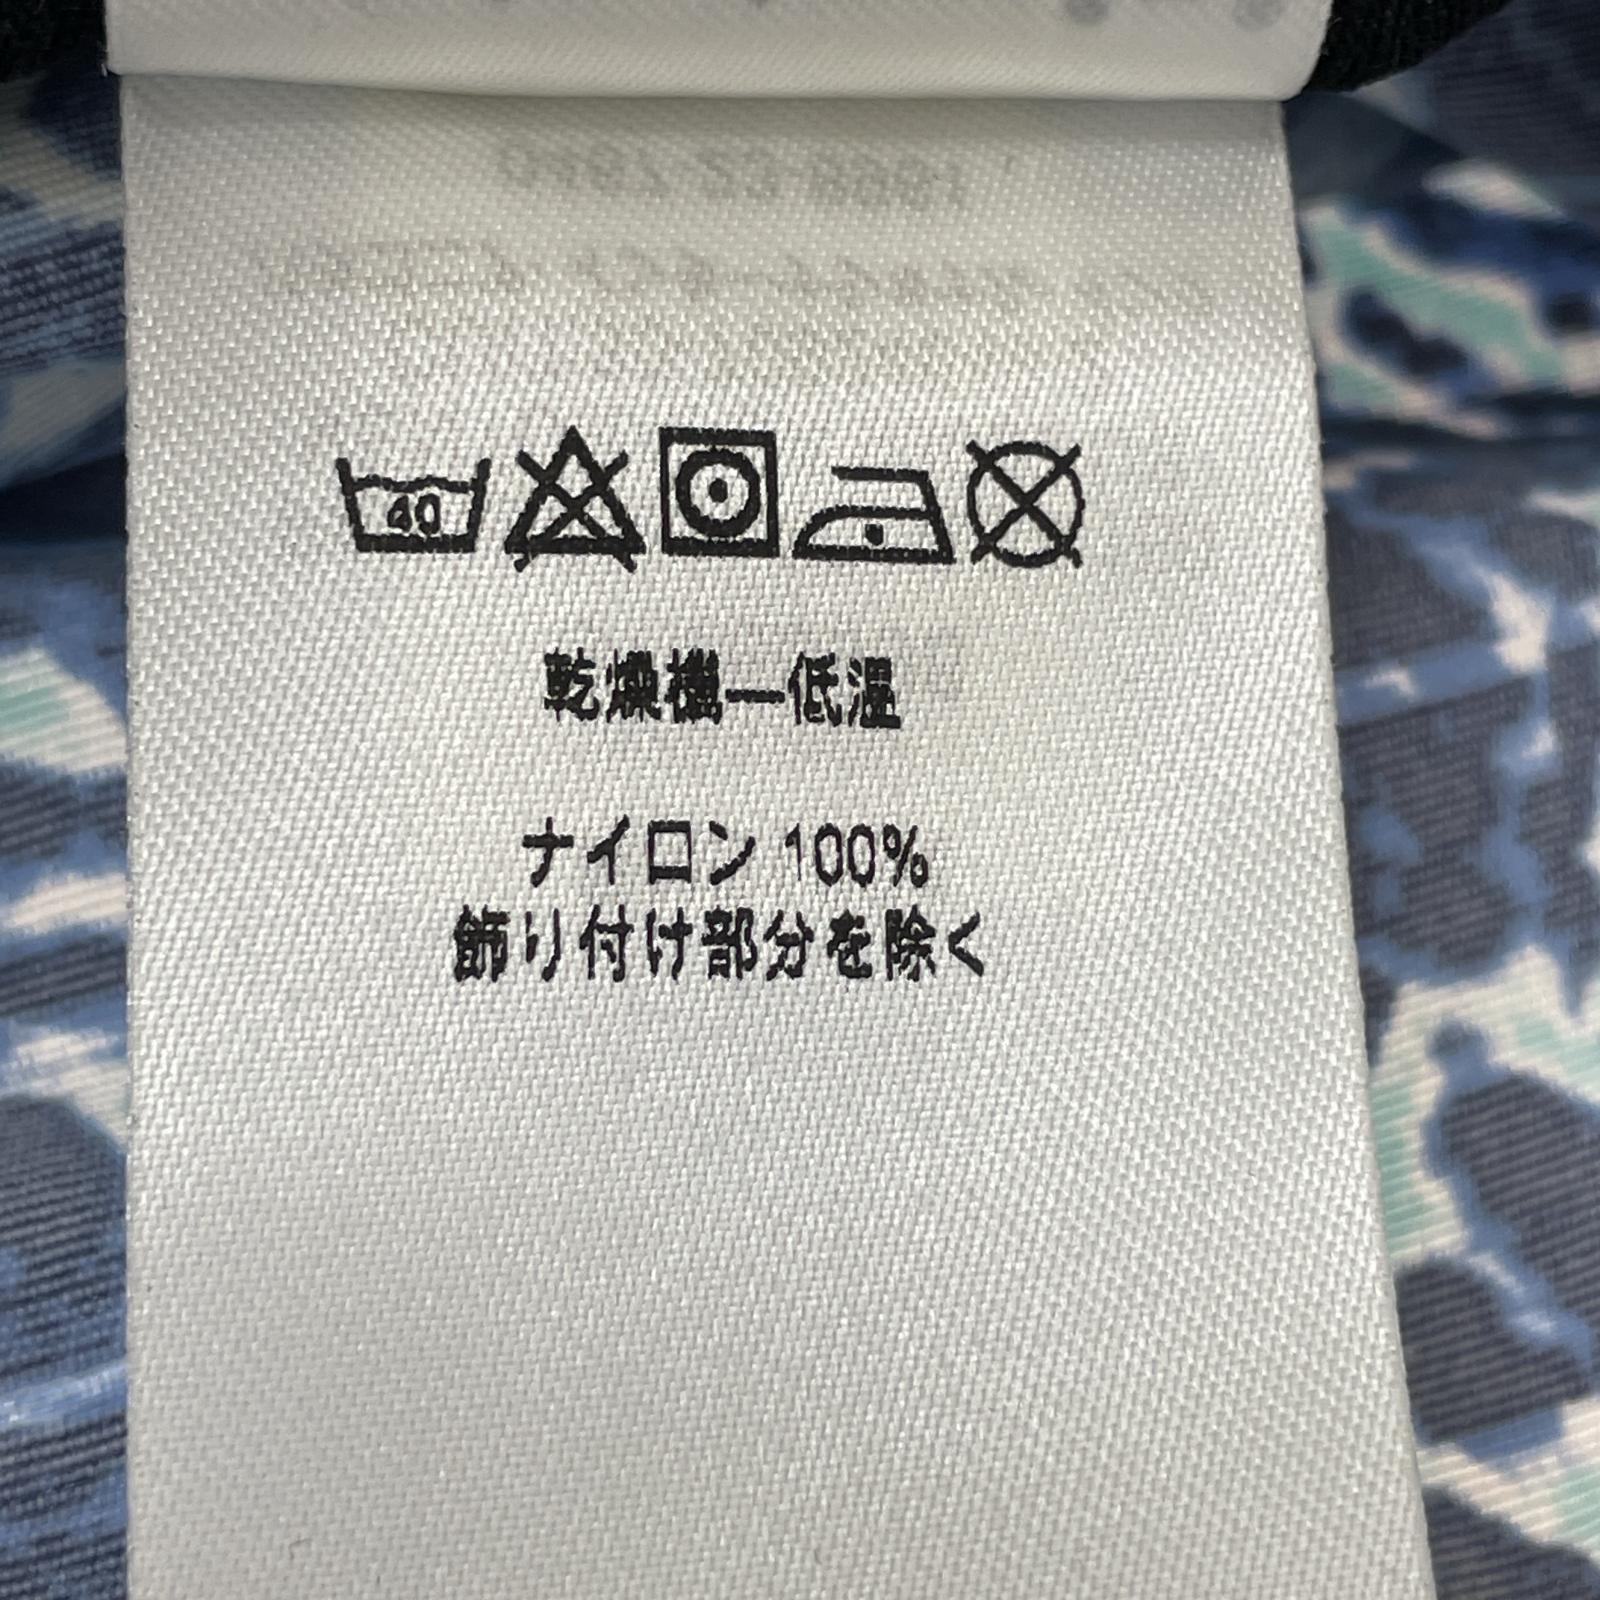 40
乾燥機—低温
ナイロン 100%
飾り付け部分を除く